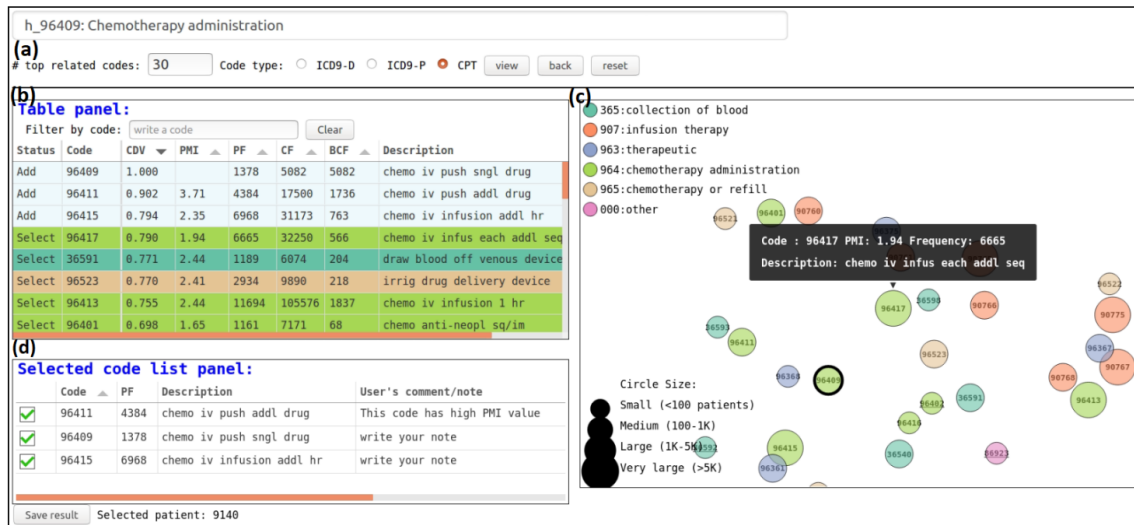 h_96409: Chemotherapy administration
(a)
# top related codes: 30 Code type: ICD9-D ICD9-P CPT view back reset
(b)
Table panel:
Filter by code: write a code Clear
Status Code CDV PMI PF CF BCF Description
Add 96409 1.000 1378 5082 5082 chemo iv push sngl drug
Add 96411 0.902 3.71 4384 17500 1736 chemo iv push addl drug
Add 96415 0.794 2.35 6968 31173 763 chemo iv infusion addl hr
Select 96417 0.790 1.94 6665 32250 566 chemo iv infus each addl seq
Select 36591 0.771 2.44 1189 6074 204 draw blood off venous device
Select 96523 0.770 2.41 2934 9890 218 irrig drug delivery device
Select 96413 0.755 2.44 11694 105576 1837 chemo iv infusion 1 hr
Select 96401 0.698 1.65 1161 7171 68 chemo anti-neopl sq/im
(d)
Selected code list panel:
Code PF Description User's comment/note
96411 4384 chemo iv push addl drug This code has high PMI value
96409 1378 chemo iv push sngl drug write your note
96415 6968 chemo iv infusion addl hr write your note
Save result Selected patient: 9140
(c)
365:collection of blood
907:infusion therapy
963:therapeutic
964:chemotherapy administration
965:chemotherapy or refill
000:other
96521 96401 90760
Code : 96417 PMI: 1.94 Frequency: 6665
Description: chemo iv infus each addl seq
96522
96417 36598 90766 90775
36593 96411 96367
96523 90767
96368 96409 90768
96402 36591 96413
96416
96415 36540 86923
96361
Circle Size:
Small (<100 patients)
Medium (100-1K)
Large (1K-5K)
Very large (>5K)